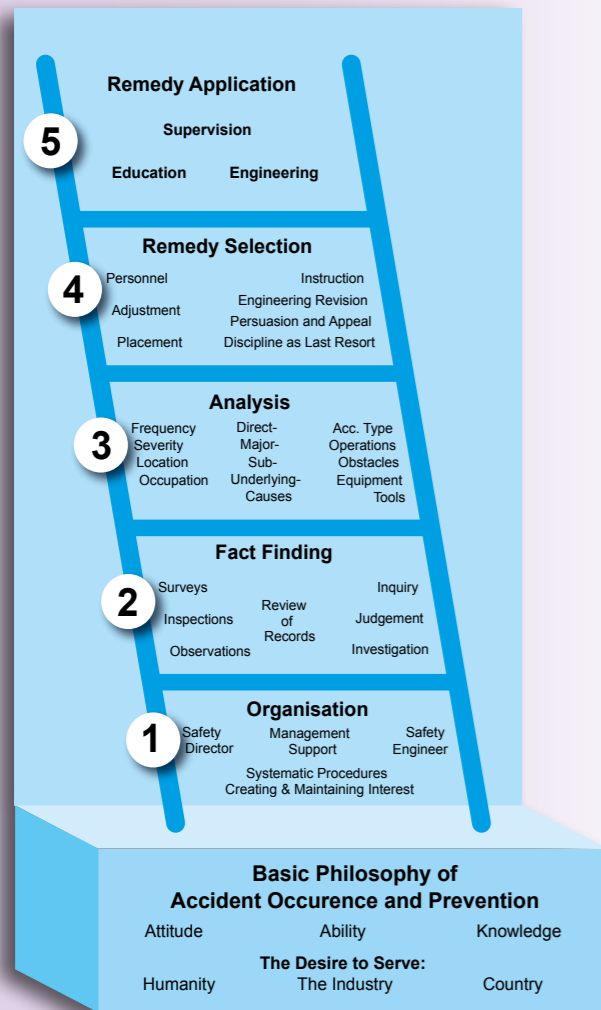 Remedy Application
Supervision
Education Engineering
5
Remedy Selection
Personnel Instruction
Adjustment Engineering Revision
Persuasion and Appeal
Placement Discipline as Last Resort
4
Analysis
Frequency Direct- Acc. Type
Severity Major- Operations
Location Sub- Obstacles
Occupation Underlying- Equipment
Causes Tools
3
Fact Finding
Surveys Inquiry
Review
Inspections of Judgement
Records
Observations Investigation
2
Organisation
Safety Management Safety
Director Support Engineer
Systematic Procedures
Creating & Maintaining Interest
1
Basic Philosophy of
Accident Occurence and Prevention
Attitude Ability Knowledge
The Desire to Serve:
Humanity The Industry Country